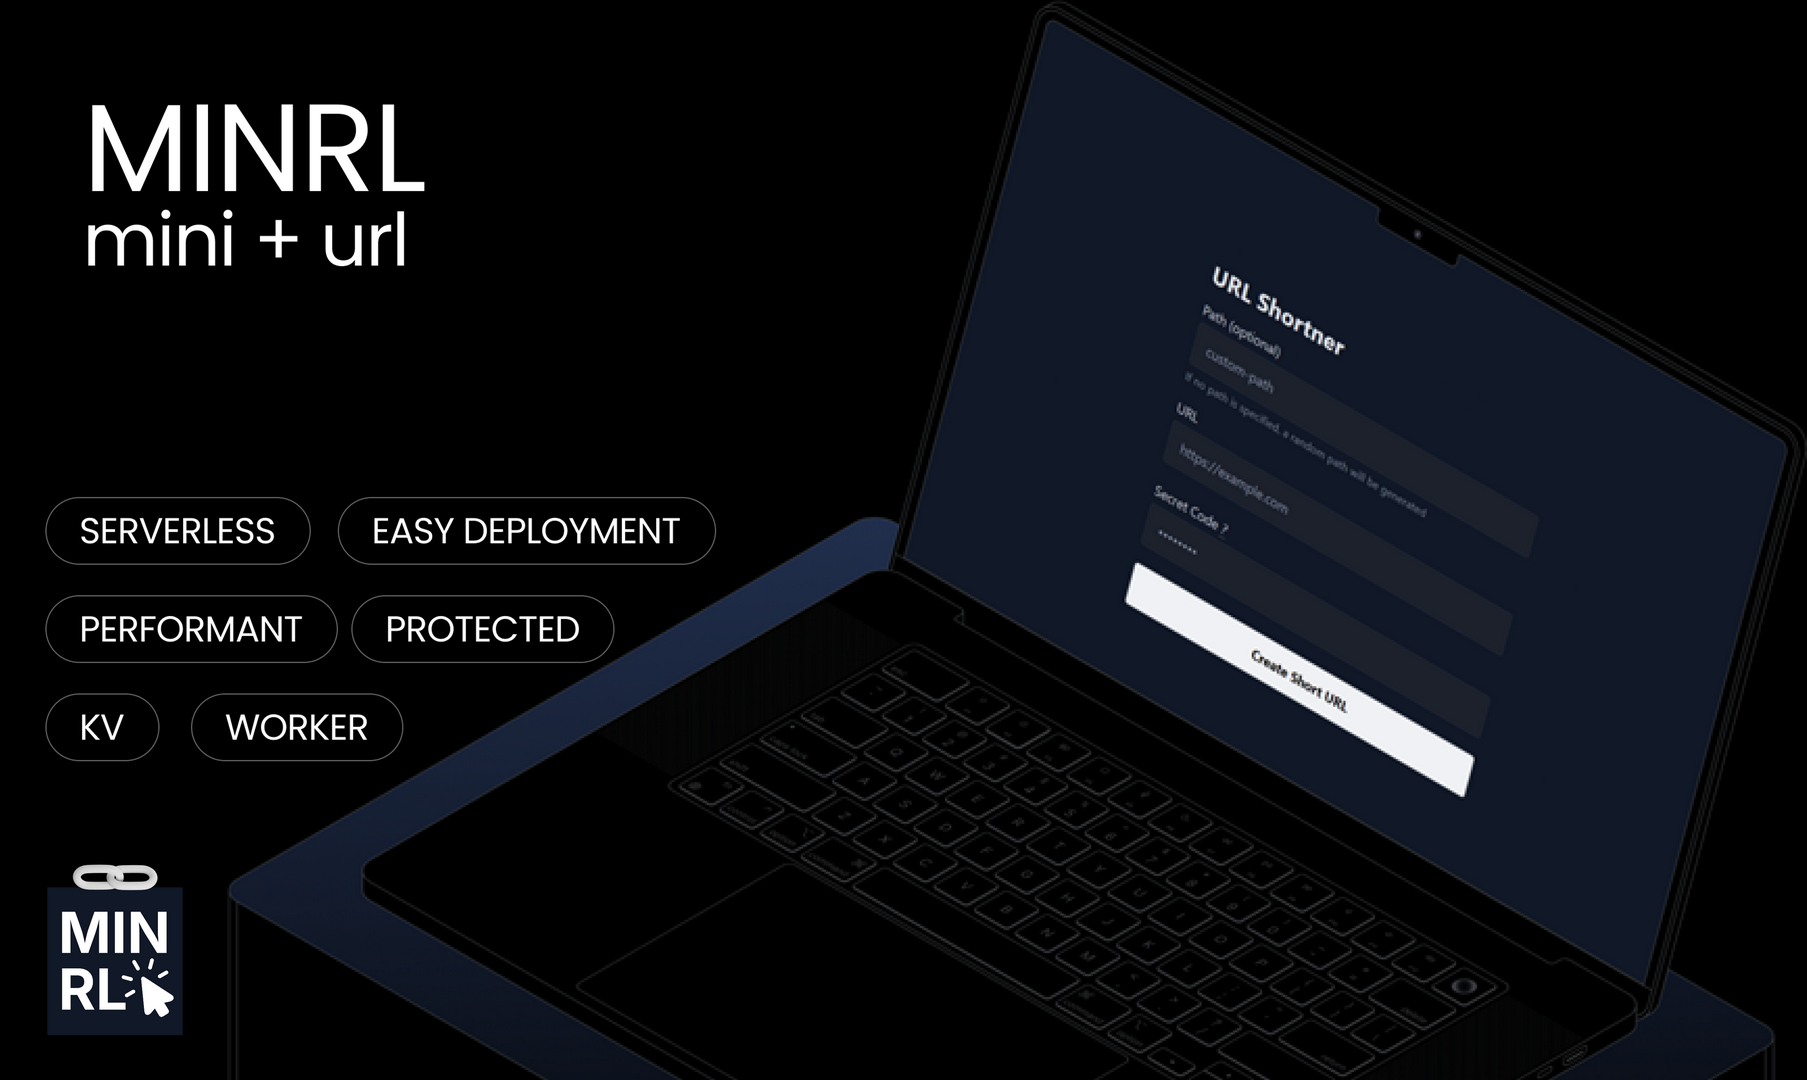 MINRL
mini + url
SERVERLESS
EASY DEPLOYMENT
PERFORMANT
PROTECTED
KV
WORKER
MIN
RL
URL Shortner
Path (optional)
custom-path
If no path is specified, a random path will be generated
URL
https://example.com
Secret Code ?
Create Short URL